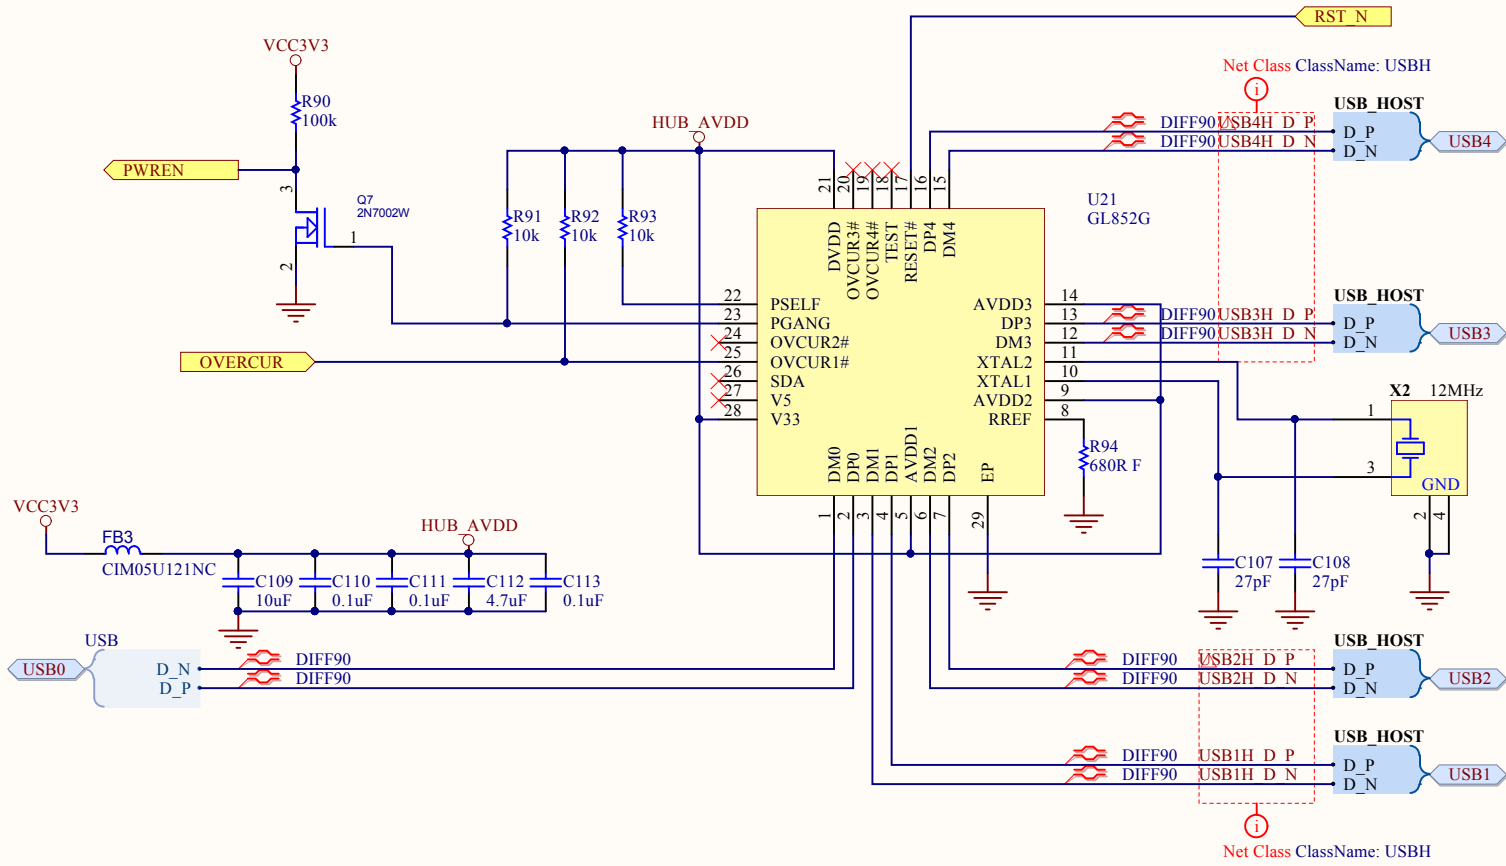 RST_N
VCC3V3
Net Class ClassName: USBH
i
R90
100k
USB_HOST
HUB_AVDD
DIFF90 USB4H_D_P
D_P
DIFF90 USB4H_D_N
D_N
USB4
PWREN
3
Q7
2N7002W
1
2
R91
10k
R92
10k
R93
10k
21
20
19
18
17
16
15
U21
GL852G
DVDD
OVCUR3#
OVCUR4#
TEST
RESET#
DP4
DM4
22 PSELF
23 PGANG
24 OVCUR2#
25 OVCUR1#
26 SDA
27 V5
28 V33
AVDD3 14
DP3 13
DM3 12
XTAL2 11
XTAL1 10
AVDD2 9
RREF 8
USB_HOST
DIFF90 USB3H_D_P
D_P
DIFF90 USB3H_D_N
D_N
USB3
OVERCUR
X2 12MHz
1
3
GND
2
4
R94
680R F
DM0
DP0
DM1
DP1
AVDD1
DM2
DP2
EP
1
2
3
4
5
6
7
29
VCC3V3
FB3
CIM05U121NC
HUB_AVDD
C109
10uF
C110
0.1uF
C111
0.1uF
C112
4.7uF
C113
0.1uF
C107
27pF
C108
27pF
USB
USB0
D_N
DIFF90
D_P
DIFF90
USB_HOST
DIFF90 USB2H_D_P
D_P
DIFF90 USB2H_D_N
D_N
USB2
USB_HOST
DIFF90 USB1H_D_P
D_P
DIFF90 USB1H_D_N
D_N
USB1
i
Net Class ClassName: USBH